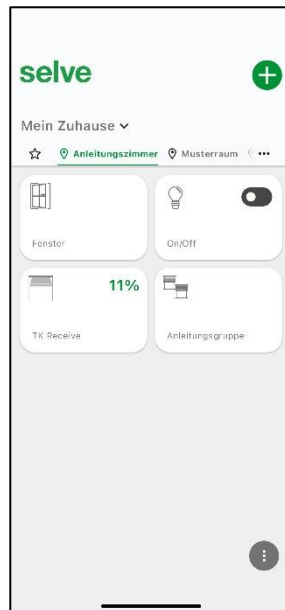 selve
Mein Zuhause
Anleitungszimmer Musterraum
Fenster
On/Off
11%
TK Receive
Anleitungsgruppe